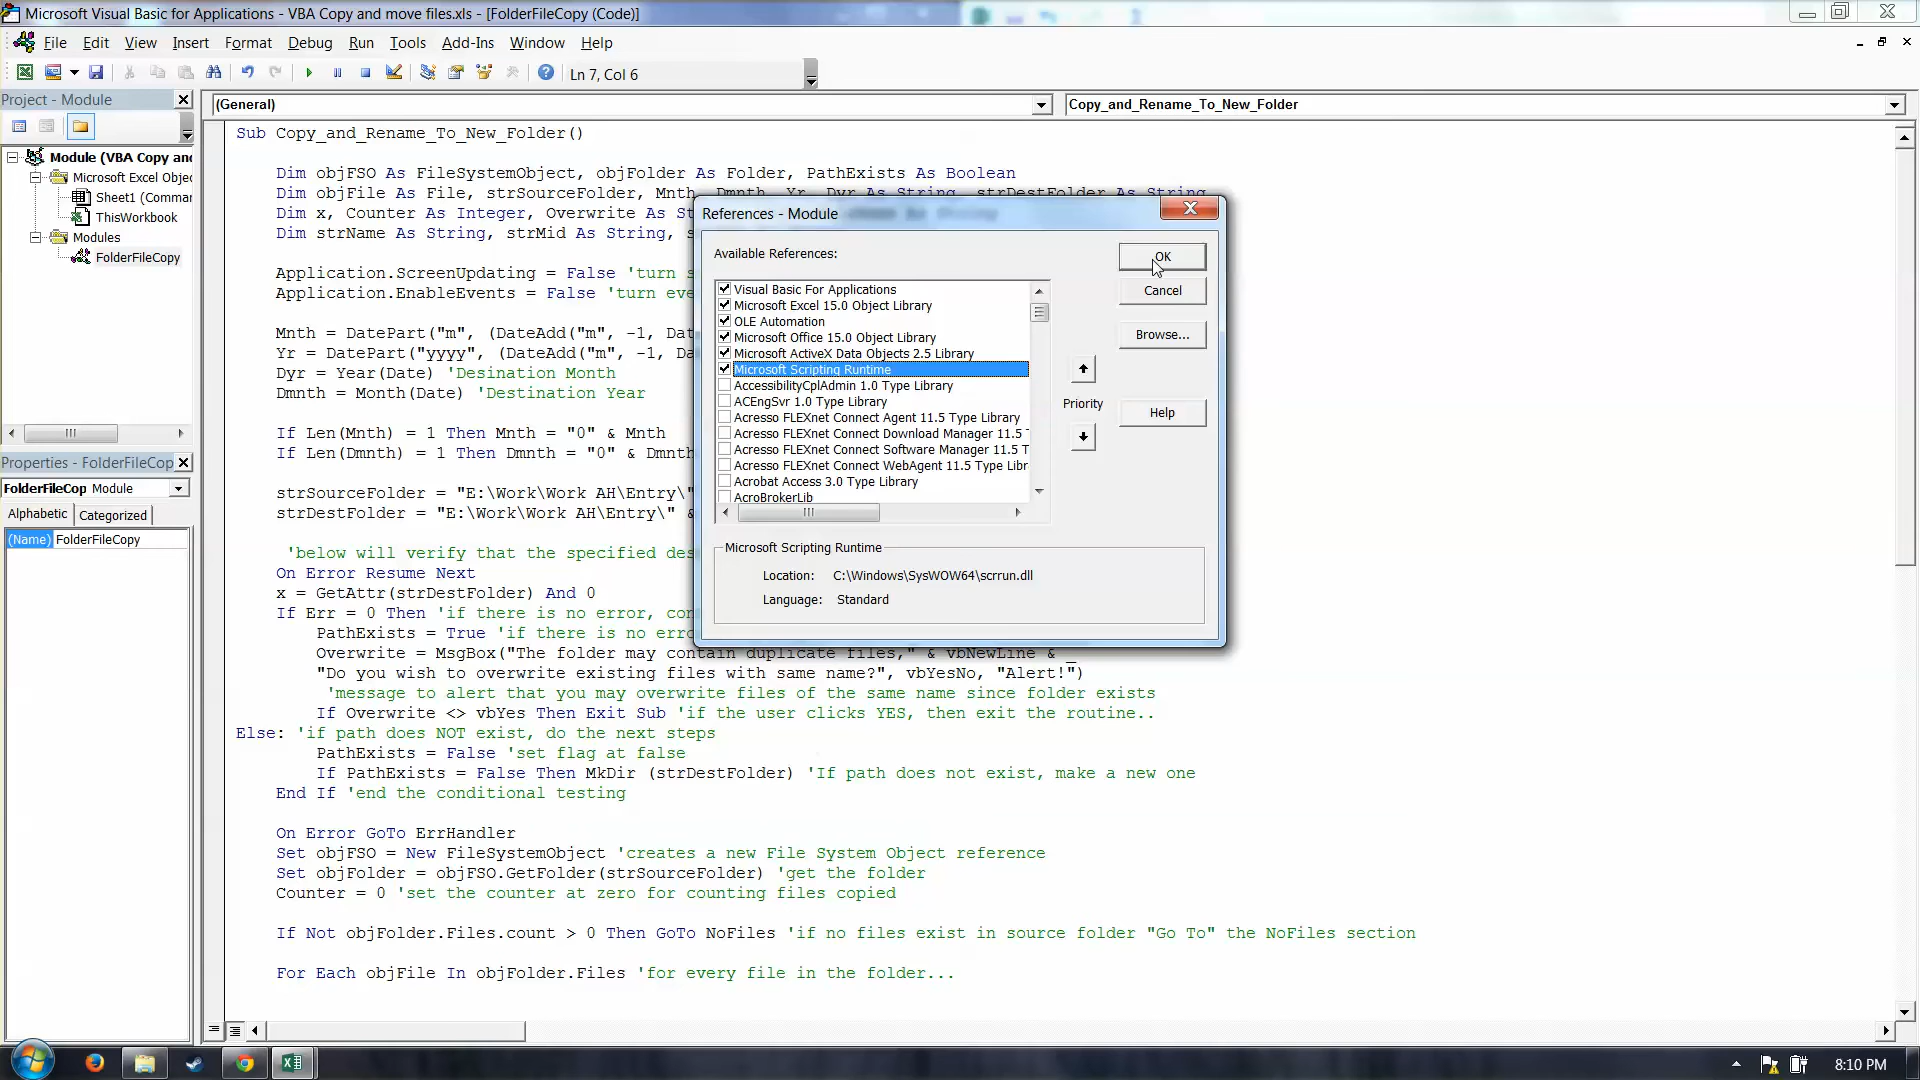 Microsoft Visual Basic for Applications - VBA Copy and move files.xls - [FolderFileCopy (Code)]
File Edit View Insert Format Debug Run Tools Add-Ins Window Help
Ln 7, Col 6
Project - Module
(General)
Copy_and_Rename_To_New_Folder
Module (VBA Copy an
Microsoft Excel Objec
Sheet1 (Commar
ThisWorkbook
Modules
FolderFileCopy
Properties - FolderFileCop
FolderFileCop Module
Alphabetic Categorized
(Name) FolderFileCopy
Sub Copy_and_Rename_To_New_Folder()
Dim objFSO As FileSystemObject, objFolder As Folder, PathExists As Boolean
Dim objFile As File, strSourceFolder, Mnth, Dmnth, Yr, Dyr As String, strDestFolder As String
Dim x, Counter As Integer, Overwrite As St
Dim strName As String, strMid As String, s
Application.ScreenUpdating = False 'turn s
Application.EnableEvents = False 'turn eve
Mnth = DatePart("m", (DateAdd("m", -1, Dat
Yr = DatePart("yyyy", (DateAdd("m", -1,
Dyr = Year(Date) 'Desination Month
Dmnth = Month(Date) 'Destination Year
If Len(Mnth) = 1 Then Mnth = "0" & Mnth
If Len(Dmnth) = 1 Then Dmnth = "0" & Dmnth
strSourceFolder = "E:\Work\Work AH\Entry\"
strDestFolder = "E:\Work\Work AH\Entry\" &
'below will verify that the specified des
On Error Resume Next
x = GetAttr(strDestFolder) And 0
If Err = 0 Then 'if there is no error, con
PathExists = True 'if there is no erro
Overwrite = MsgBox("The folder may contain duplicate files," & vbNewLine & _
"Do you wish to overwrite existing files with same name?", vbYesNo, "Alert!")
'message to alert that you may overwrite files of the same name since folder exists
If Overwrite <> vbYes Then Exit Sub 'if the user clicks YES, then exit the routine..
Else: 'if path does NOT exist, do the next steps
PathExists = False 'set flag at false
If PathExists = False Then MkDir (strDestFolder) 'If path does not exist, make a new one
End If 'end the conditional testing
On Error GoTo ErrHandler
Set objFSO = New FileSystemObject 'creates a new File System Object reference
Set objFolder = objFSO.GetFolder(strSourceFolder) 'get the folder
Counter = 0 'set the counter at zero for counting files copied
If Not objFolder.Files.count > 0 Then GoTo NoFiles 'if no files exist in source folder "Go To" the NoFiles section
For Each objFile In objFolder.Files 'for every file in the folder...
References - Module
Available References:
Visual Basic For Applications
Microsoft Excel 15.0 Object Library
OLE Automation
Microsoft Office 15.0 Object Library
Microsoft ActiveX Data Objects 2.5 Library
Microsoft Scripting Runtime
AccessibilityCplAdmin 1.0 Type Library
ACEngSvr 1.0 Type Library
Acresso FLEXnet Connect Agent 11.5 Type Library
Acresso FLEXnet Connect Download Manager 11.5 T
Acresso FLEXnet Connect Software Manager 11.5 T
Acresso FLEXnet Connect WebAgent 11.5 Type Libr
Acrobat Access 3.0 Type Library
AcroBrokerLib
OK
Cancel
Browse...
Priority
Help
Microsoft Scripting Runtime
Location: C:\Windows\SysWOW64\scrrun.dll
Language: Standard
8:10 PM